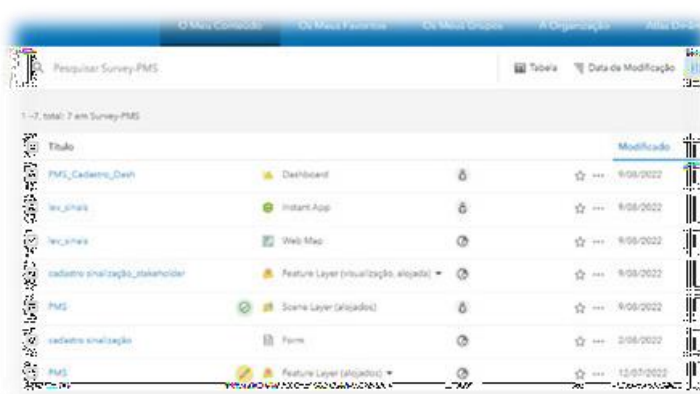 O Meu Conteúdo Os Meus Favoritos Os Meus Grupos A Organização
Pesquisar Survey-PMS Tabela Data de Modificação
1-7, total: 7 em Survey-PMS
Título Modificado
PMS_Cadastro_Dash Dashboard 9/08/2022
lev_sinais Instant App 9/08/2022
lev_sinais Web Map 9/08/2022
cadastro sinalização_stakeholder Feature Layer (visualização, alojada) 9/08/2022
PMS Scene Layer (alojados) 9/08/2022
cadastro sinalização Form 2/08/2022
PMS Feature Layer (alojados) 12/07/2022